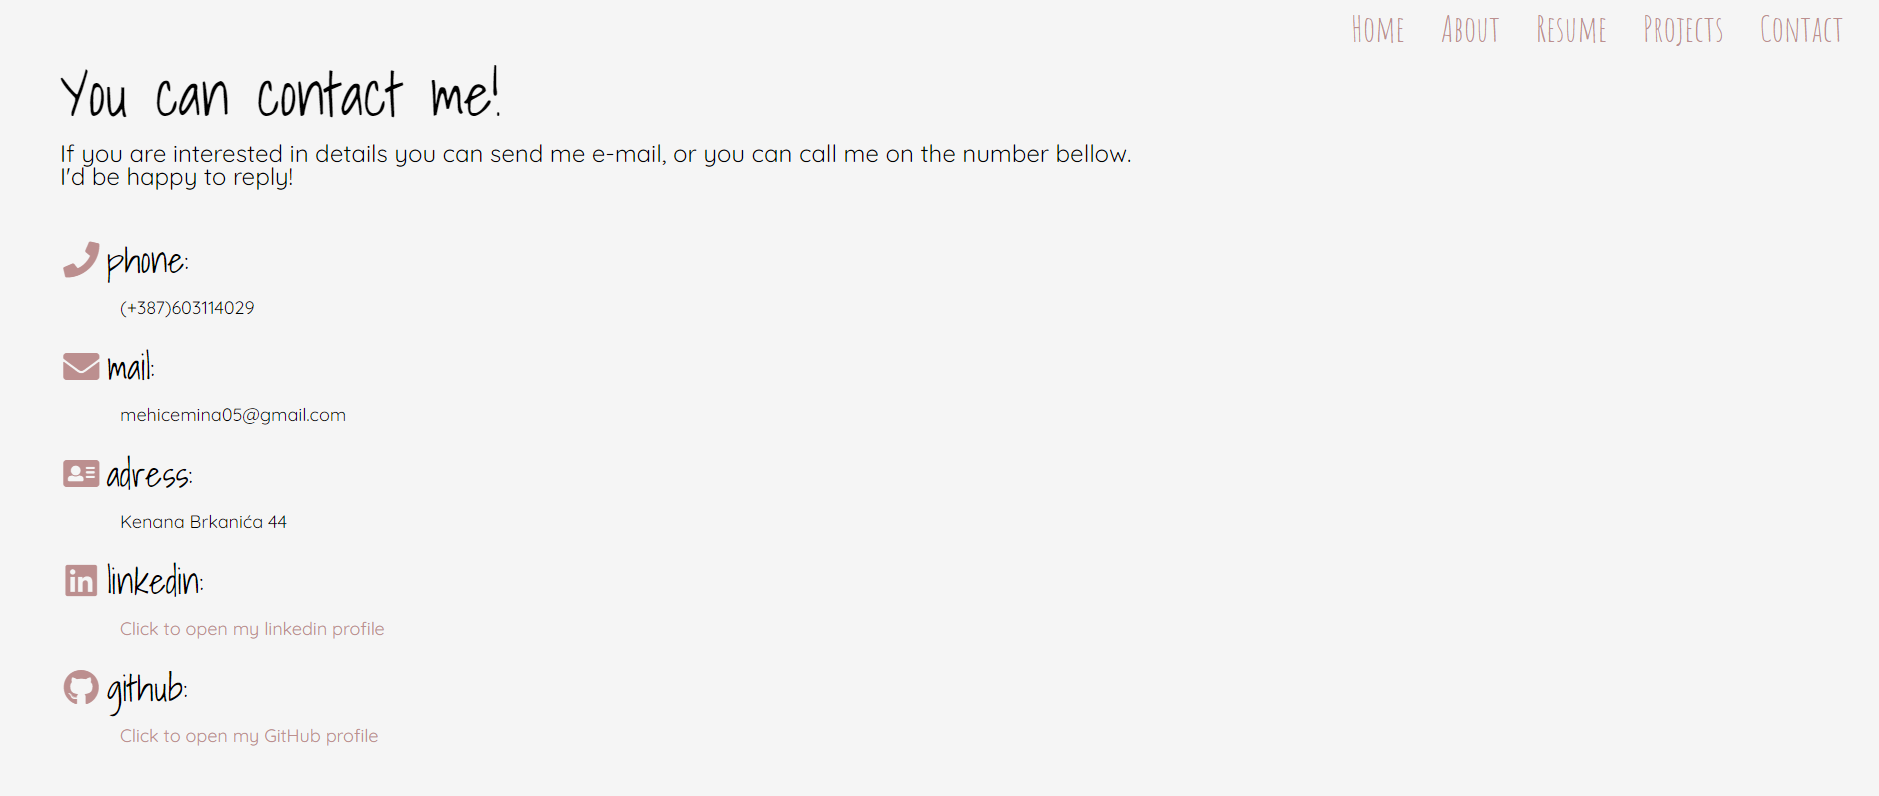 Home About Resume Projects Contact
You can contact me!
If you are interested in details you can send me e-mail, or you can call me on the number bellow.
I'd be happy to reply!
phone:
(+387)603114029
mail:
mehicemina05@gmail.com
adress:
Kenana Brkanića 44
linkedin:
Click to open my linkedin profile
github:
Click to open my GitHub profile